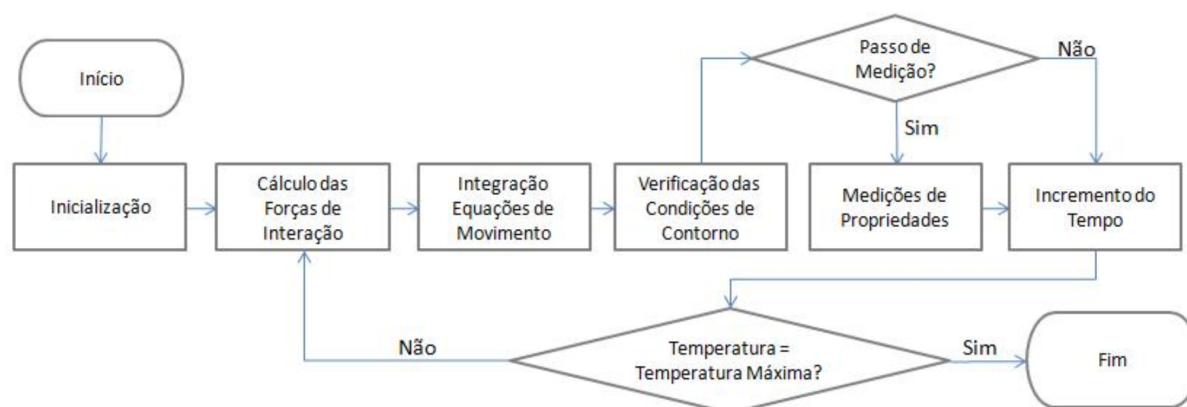 Início
Inicialização
Cálculo das
Forças de
Interação
Integração
Equações de
Movimento
Verificação das
Condições de
Contorno
Passo de
Medição?
Não
Sim
Medições de
Propriedades
Incremento do
Tempo
Temperatura =
Temperatura Máxima?
Não
Sim
Fim